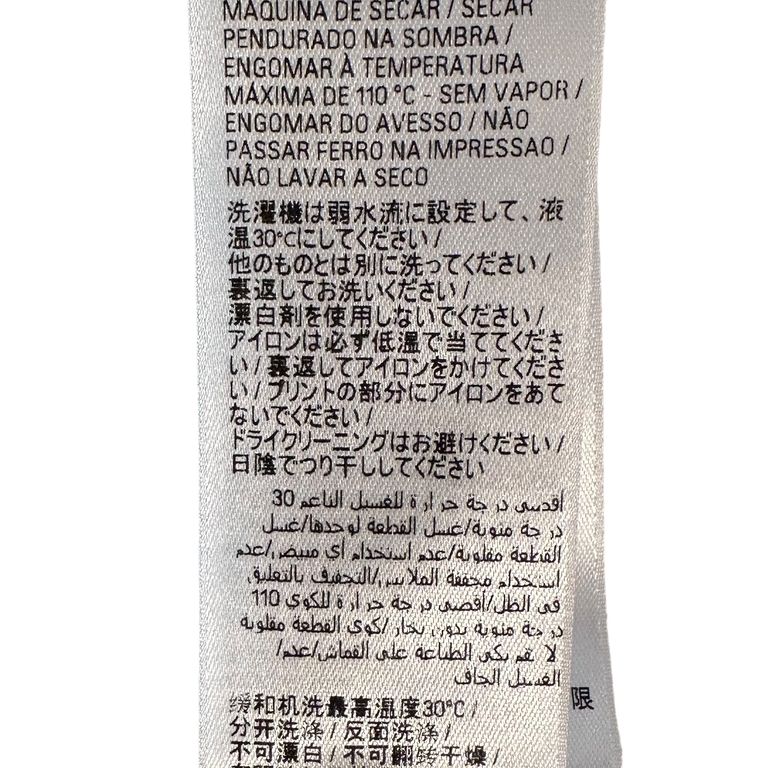 MÁQUINA DE SECAR / SECAR
PENDURADO NA SOMBRA /
ENGOMAR À TEMPERATURA
MÁXIMA DE 110 °C - SEM VAPOR /
ENGOMAR DO AVESSO / NÃO
PASSAR FERRO NA IMPRESSAO /
NÃO LAVAR A SECO
洗濯機は弱水流に設定して、液
温30℃にしてください /
他のものとは別に洗ってください /
裏返してお洗いください /
漂白剤を使用しないでください /
アイロンは必ず低温で当ててくださ
い / 裏返してアイロンをかけてくださ
い / プリントの部分にアイロンをあて
ないでください /
ドライクリーニングはお避けください /
日陰でつり干ししてください
أقصى درجة حرارة للغسيل الناعم 30
درجة مئوية/غسل القطعة لوحدها/غسل
القطعة مقلوبة/عدم استخدام أي مبيض/عدم
استخدام مجففة الملابس/التجفيف بالتعليق
في الظل/أقصى درجة حرارة للكوي 110
درجة مئوية بدون بخار/كوي القطعة مقلوبة
لا تقم بكي الطباعة على القماش/عدم/
الغسيل الجاف
缓和机洗最高温度30℃ /
分开洗涤 / 反面洗涤 /
不可漂白 / 不可翻转干燥 /
限